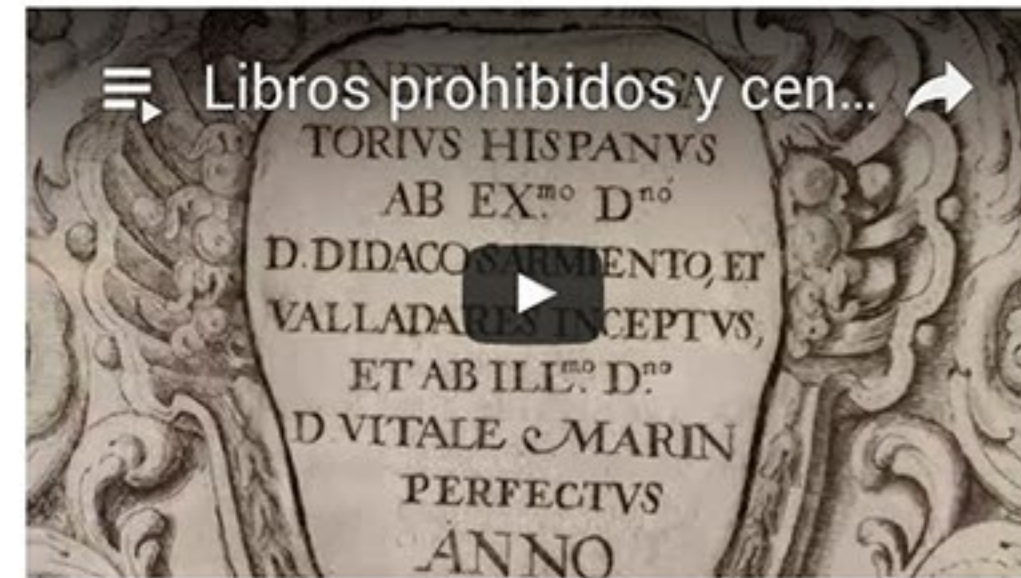 Libros prohibidos y cen...
TORIVS HISPANVS
AB EX.mo Dno
D. DIDACO SARMIENTO, ET
VALLADARES INCEPTVS,
ET AB ILL.mo D.no
D VITALE MARIN
PERFECTVS
ANNO